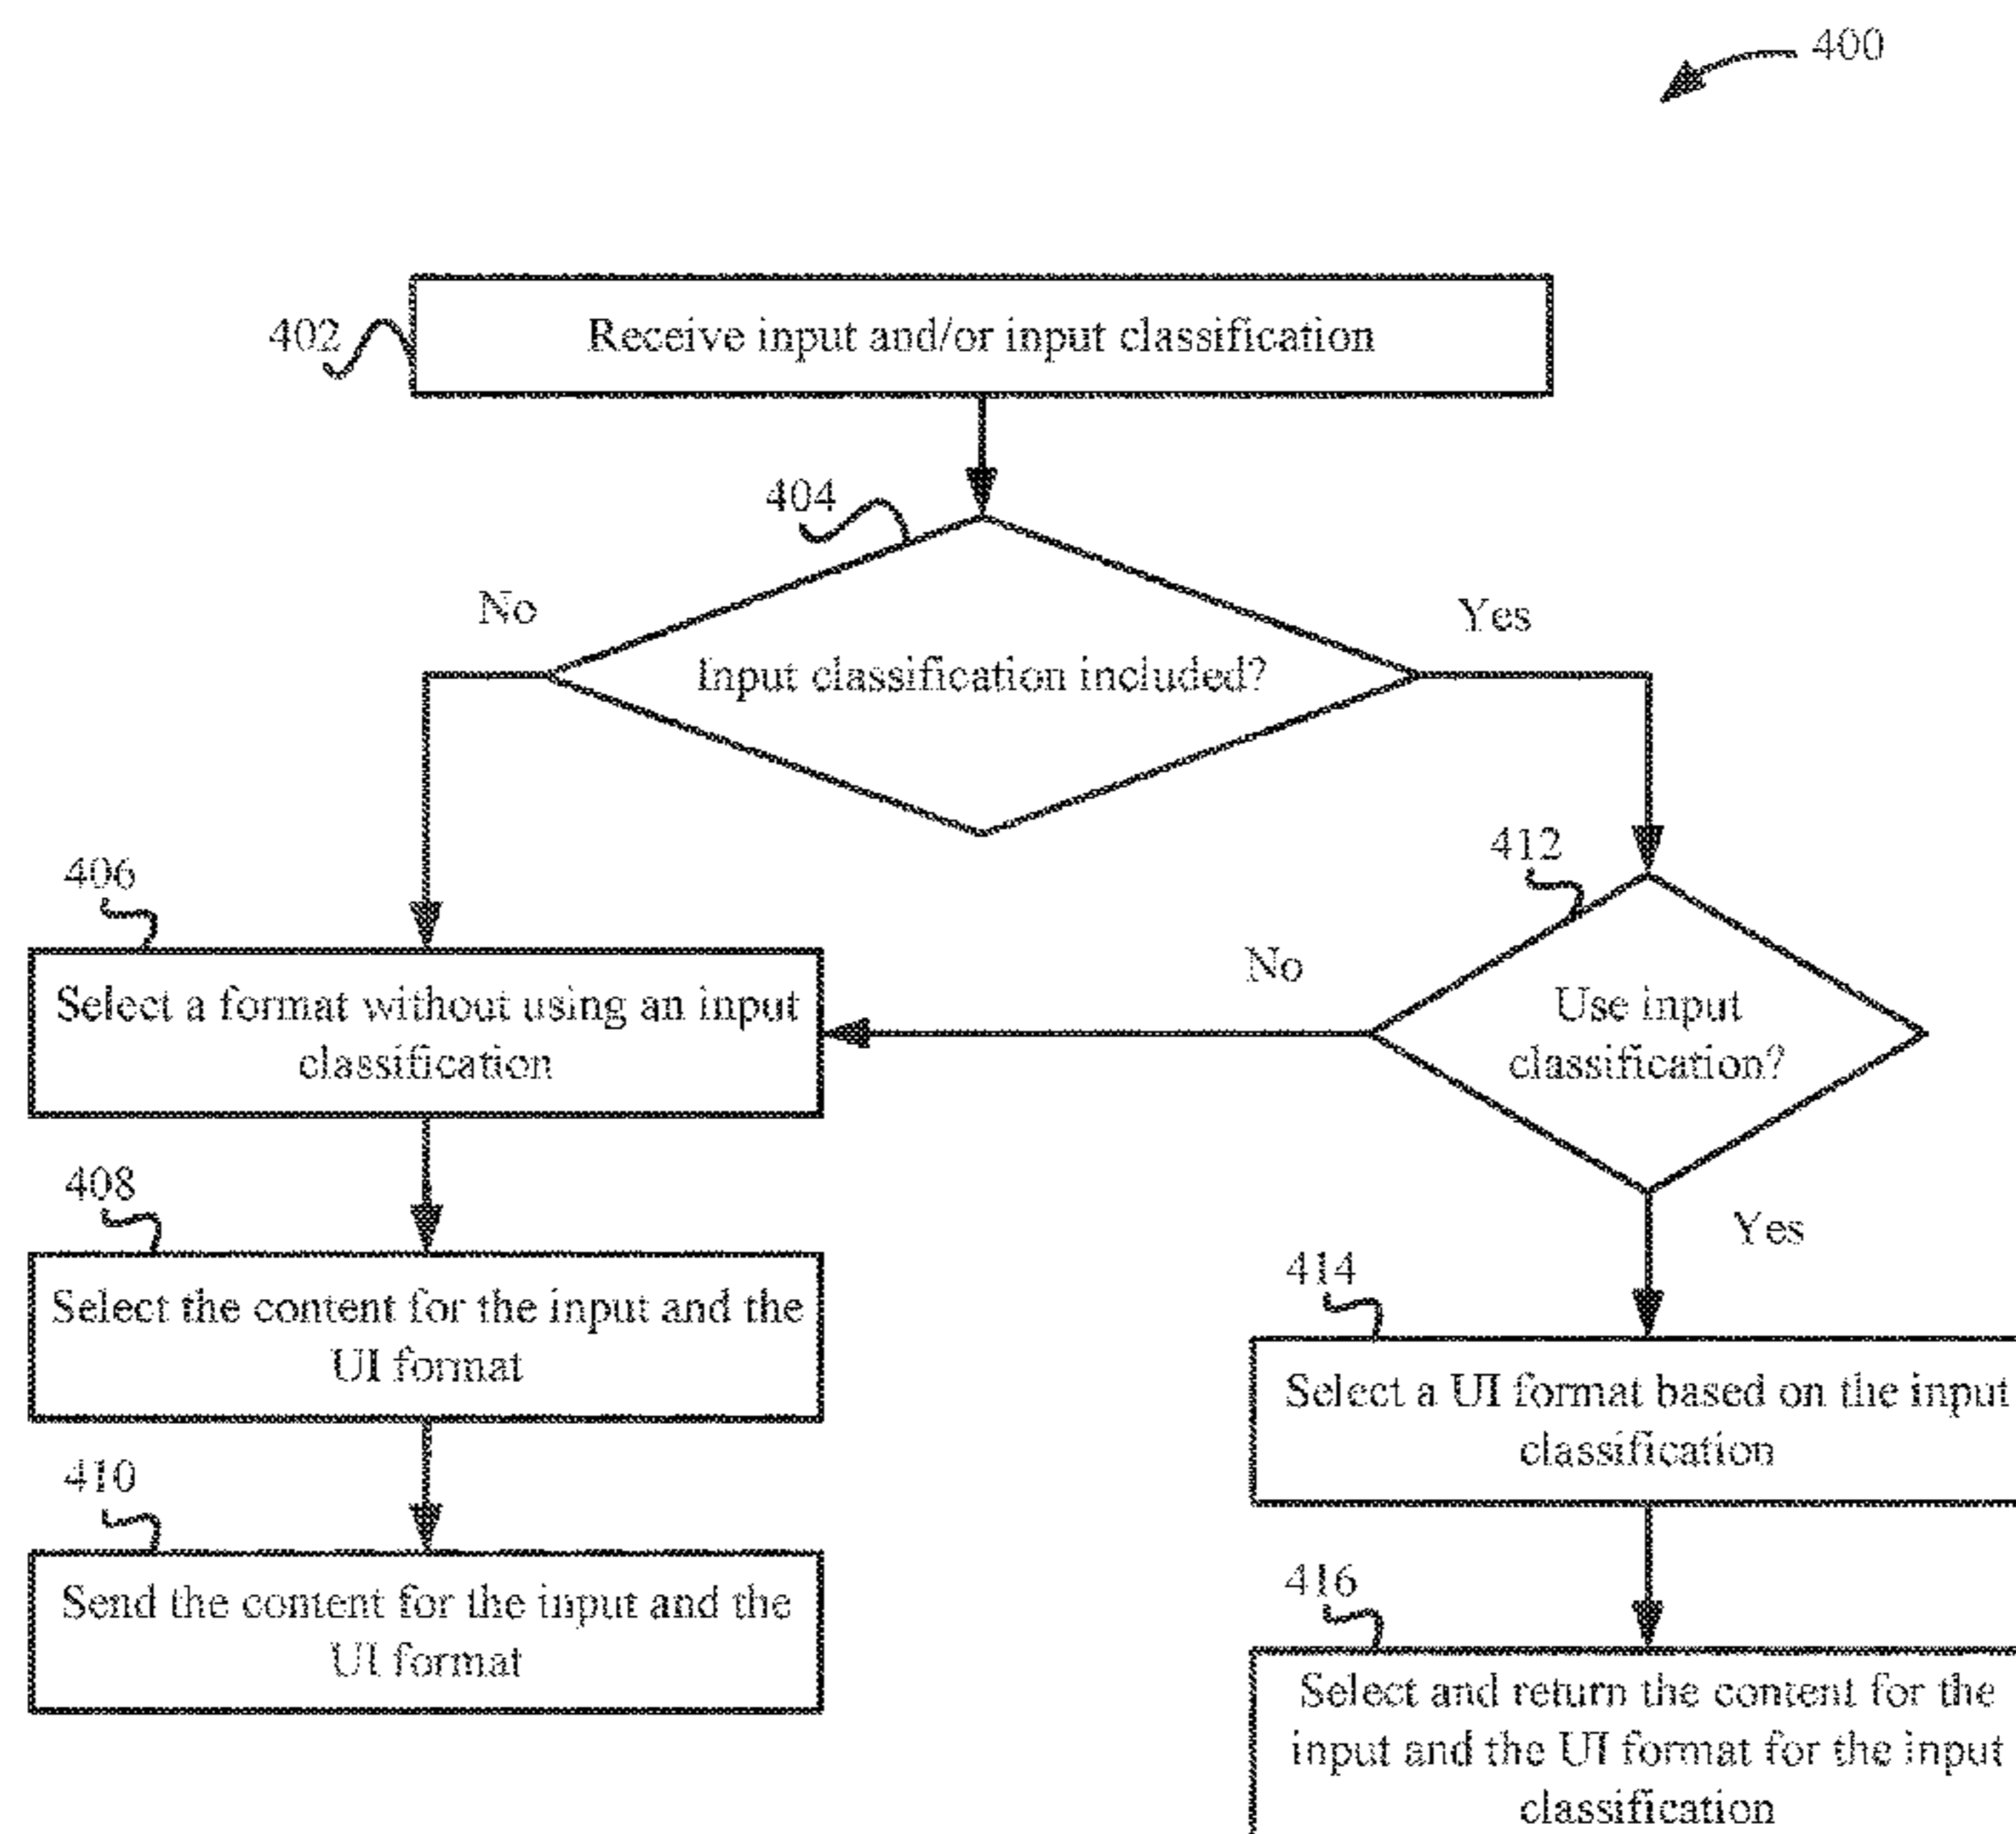 400
402
Receive input and/or input classification
404
No
Yes
Input classification included?
406
Select a format without using an input
classification
412
No
Use input
classification?
Yes
408
Select the content for the input and the
UI format
410
Send the content for the input and the
UI format
414
Select a UI format based on the input
classification
416
Select and return the content for the
input and the UI format for the input
classification